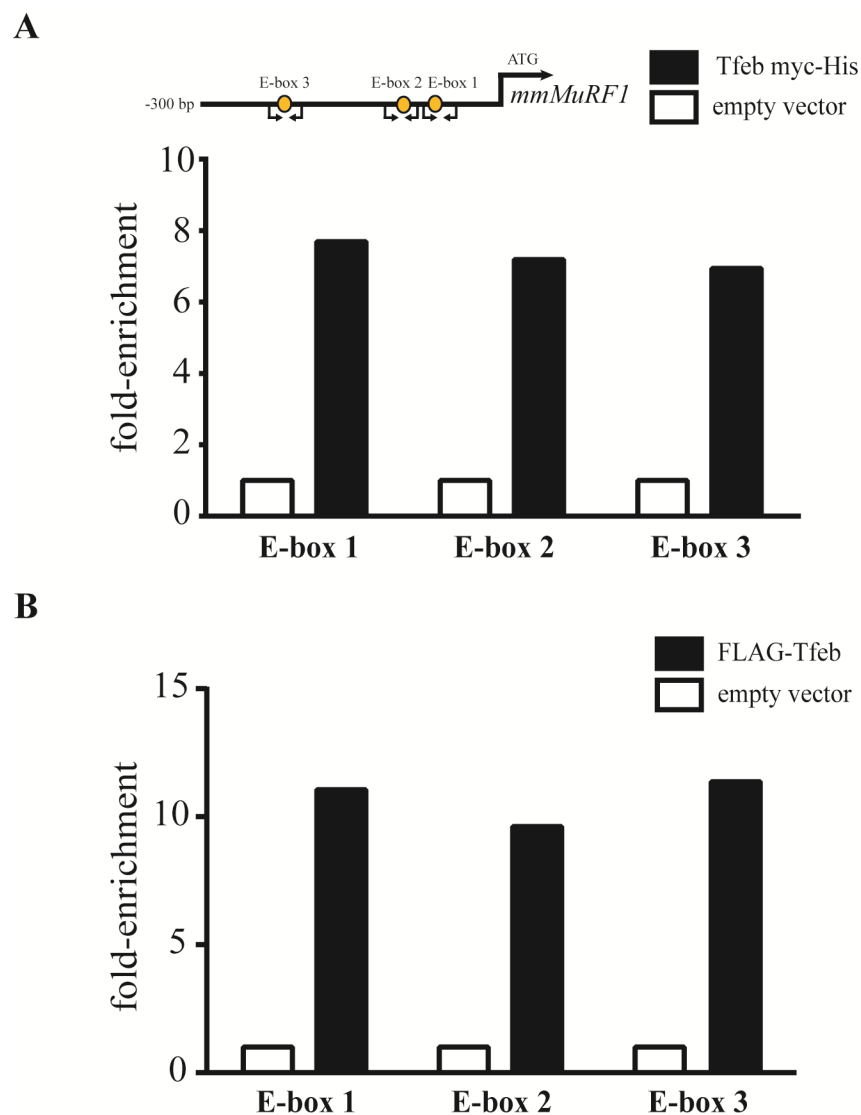 A
E-box 3
E-box 2
E-box 1
ATG
-300 bp
mmMuRF1
Tfeb myc-His
empty vector
fold-enrichment
10
8
6
4
2
0
E-box 1
E-box 2
E-box 3
B
FLAG-Tfeb
empty vector
fold-enrichment
15
10
5
0
E-box 1
E-box 2
E-box 3